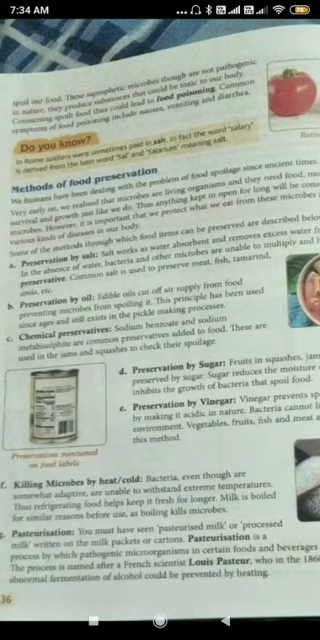 7:34 AM
78
spoil our food. These saprophytic microbes though are not pathogenic
in nature, they produce substances that could be toxic to our body.
Consuming spoilt food thus could lead to food poisoning. Common
symptoms of food poisoning include nausea, vomiting and diarrhea.
Do you know?
In Rome soldiers were sometimes paid in salt. In fact the word "salary"
is derived from the latin word 'Sal' and 'Salarium' meaning salt.
Methods of food preservation
We humans have been dealing with the problem of food spoilage since ancient times.
Very early on, we realised that microbes are living organisms and they need food,
survival and growth just like we do. Thus anything kept in open for long will be
microbes. However, it is important that we protect what we eat from these microbes
various kinds of diseases in our body.
Some of the methods through which food items can be preserved are described
a. Preservation by salt: Salt works as water absorbent and removes excess water
In the absence of water, bacteria and other microbes are unable to multiply and
preservative. Common salt is used to preserve meat, fish, tamarind,
amla, etc.
b. Preservation by oil: Edible oils cut off air supply from food
preventing microbes from spoiling it. This principle has been used
since ages and still exists in the pickle making processes.
c. Chemical preservatives: Sodium benzoate and sodium
metabisulphite are common preservatives added to food. These are
used in the jams and squashes to check their spoilage.
d. Preservation by Sugar: Fruits in squashes,
preserved by sugar. Sugar reduces the moisture
inhibits the growth of bacteria that spoil food.
e. Preservation by Vinegar: Vinegar prevents
by making it acidic in nature. Bacteria cannot
environment. Vegetables, fruits, fish and meat
this method.
Preservatives mentioned
on food labels
f. Killing Microbes by heat/cold: Bacteria, even though are
somewhat adaptive, are unable to withstand extreme temperatures.
Thus refrigerating food helps keep it fresh for longer. Milk is boiled
for similar reasons before use, as boiling kills microbes.
Pasteurisation: You must have seen 'pasteurised milk' or 'processed
milk' written on the milk packets or cartons. Pasteurisation is a
process by which pathogenic microorganisms in certain foods and beverages
The process is named after a French scientist Louis Pasteur, who in the
abnormal fermentation of alcohol could be prevented by heating.
36